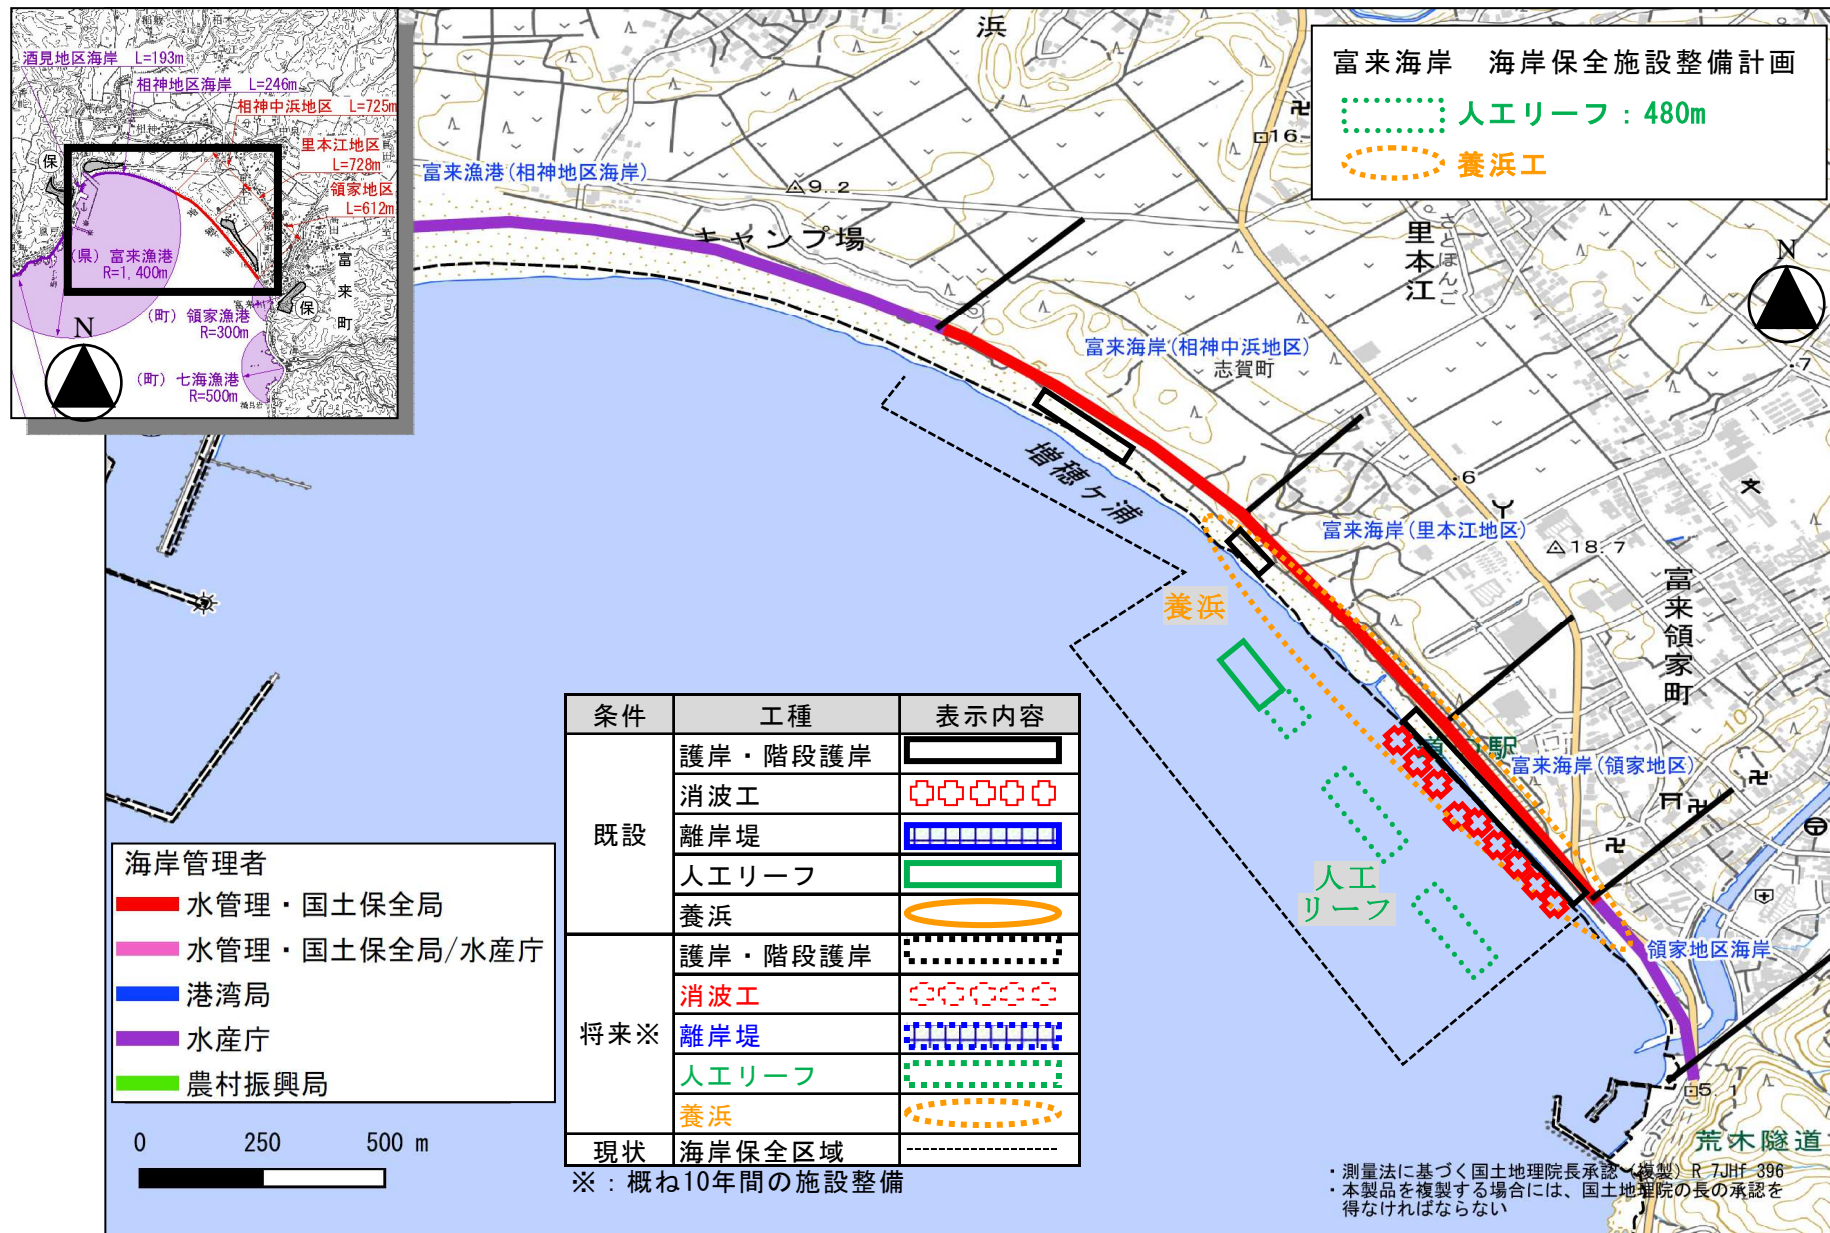 酒見地区海岸 L=193m
相神地区海岸 L=246m
相神中浜地区 L=725m
里本江地区
L=728m
領家地区
L=612m
保
(県) 富来漁港
R=1,400m
富来町
保
(町) 領家漁港
R=300m
N
(町) 七海漁港
R=500m
浜
富来海岸 海岸保全施設整備計画
人工リーフ：480m
養浜工
16.
富来漁港(相神地区海岸)
9.2
キャンプ場
里本江
さとほんご
N
富来海岸(相神中浜地区)
志賀町
7
増穂ヶ浦
6
富来海岸(里本江地区)
18.7
富来領家町
養浜
駅
富来海岸(領家地区)
10
人工
リーフ
領家地区海岸
5.1
荒木隧道
条件 工種 表示内容
既設
護岸・階段護岸
消波工
離岸堤
人工リーフ
養浜
将来※
護岸・階段護岸
消波工
離岸堤
人工リーフ
養浜
現状 海岸保全区域
※：概ね10年間の施設整備
海岸管理者
水管理・国土保全局
水管理・国土保全局/水産庁
港湾局
水産庁
農村振興局
0 250 500 m
・測量法に基づく国土地理院長承認（複製）R 7JHf 396
・本製品を複製する場合には、国土地理院の長の承認を
得なければならない